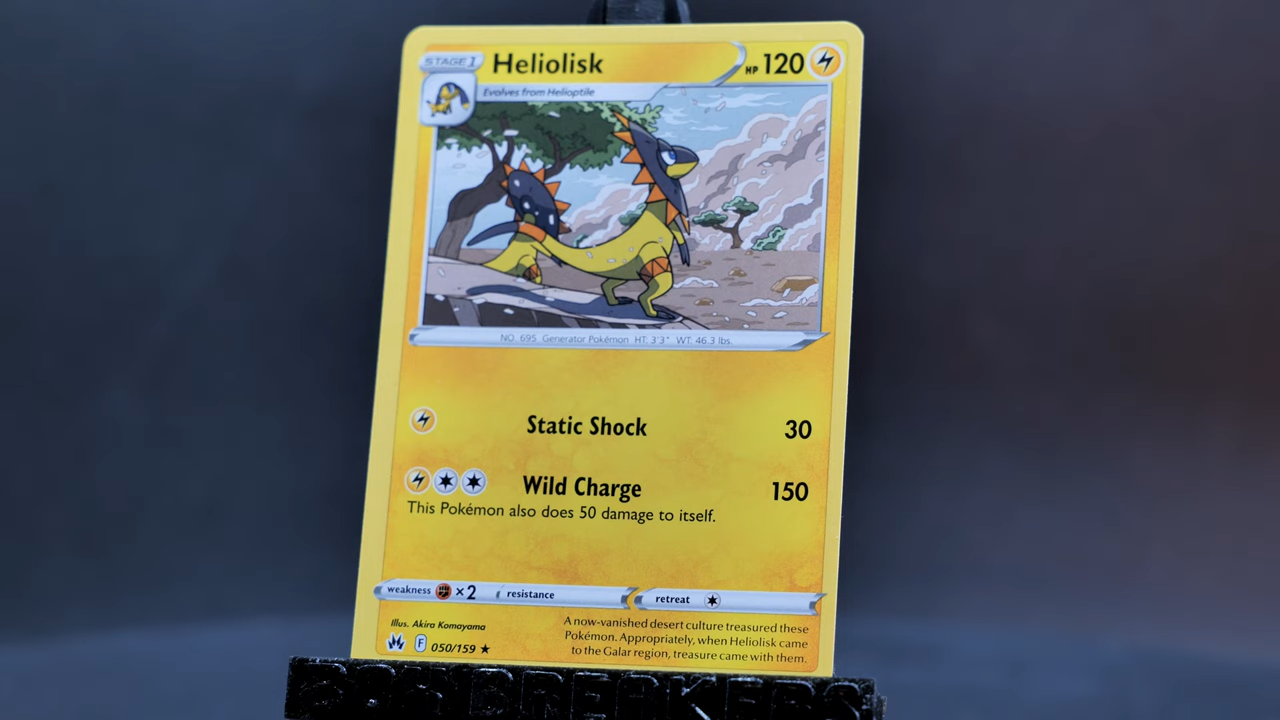 STAGE 1 Heliolisk HP 120
Evolves from Helioptile
NO. 695 Generator Pokémon HT. 3'3" WT. 46.3 lbs.
Static Shock 30
Wild Charge 150
This Pokémon also does 50 damage to itself.
weakness ×2 resistance retreat
Illus. Akira Komayama
F 050/159 ★
A now-vanished desert culture treasured these
Pokémon. Appropriately, when Heliolisk came
to the Galar region, treasure came with them.
BREAKERS